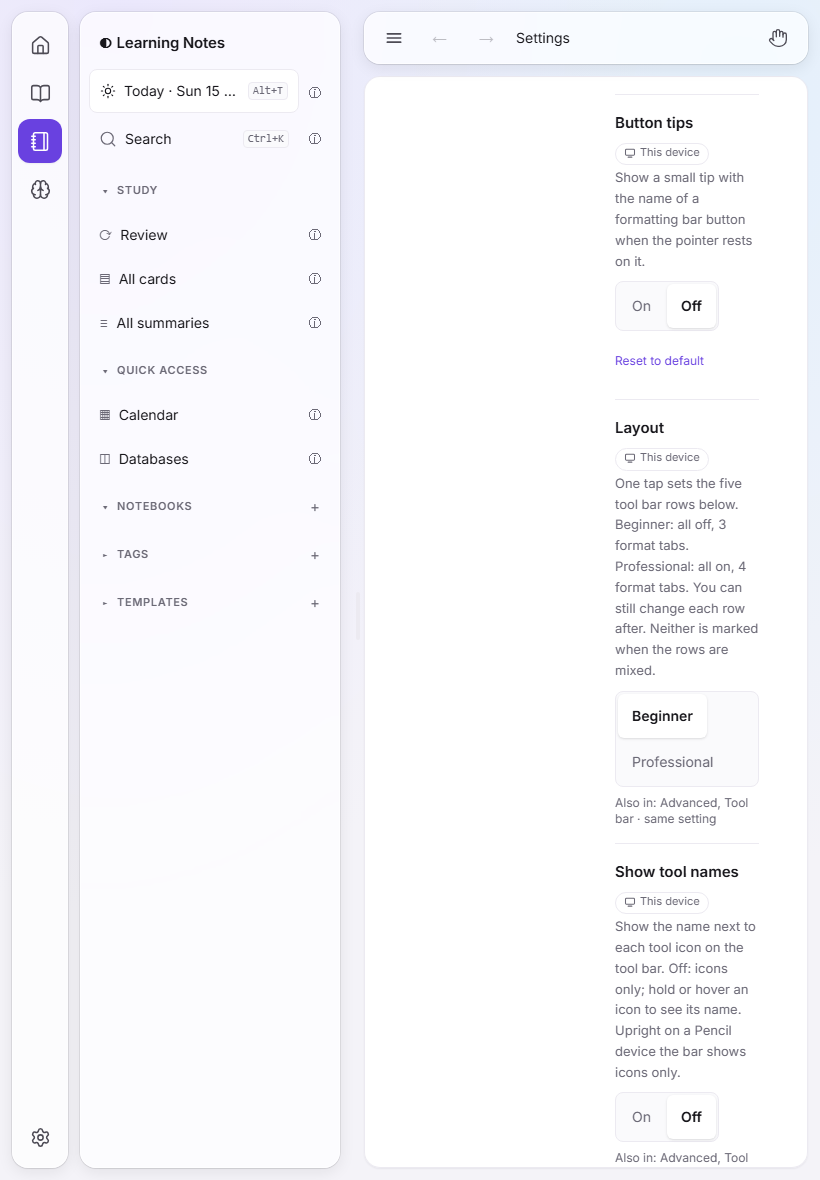 Learning Notes
Today · Sun 15 ... Alt+T
Search Ctrl+K
STUDY
Review
All cards
All summaries
QUICK ACCESS
Calendar
Databases
NOTEBOOKS +
TAGS +
TEMPLATES +
← → Settings
Button tips
This device
Show a small tip with
the name of a
formatting bar button
when the pointer rests
on it.
On Off
Reset to default
Layout
This device
One tap sets the five
tool bar rows below.
Beginner: all off, 3
format tabs.
Professional: all on, 4
format tabs. You can
still change each row
after. Neither is marked
when the rows are
mixed.
Beginner
Professional
Also in: Advanced, Tool
bar · same setting
Show tool names
This device
Show the name next to
each tool icon on the
tool bar. Off: icons
only; hold or hover an
icon to see its name.
Upright on a Pencil
device the bar shows
icons only.
On Off
Also in: Advanced, Tool